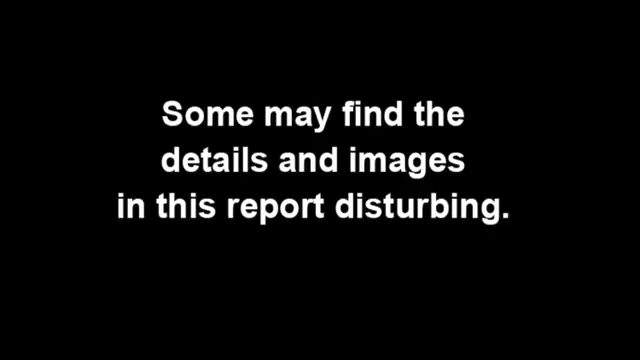 Some may find the
details and images
in this report disturbing.